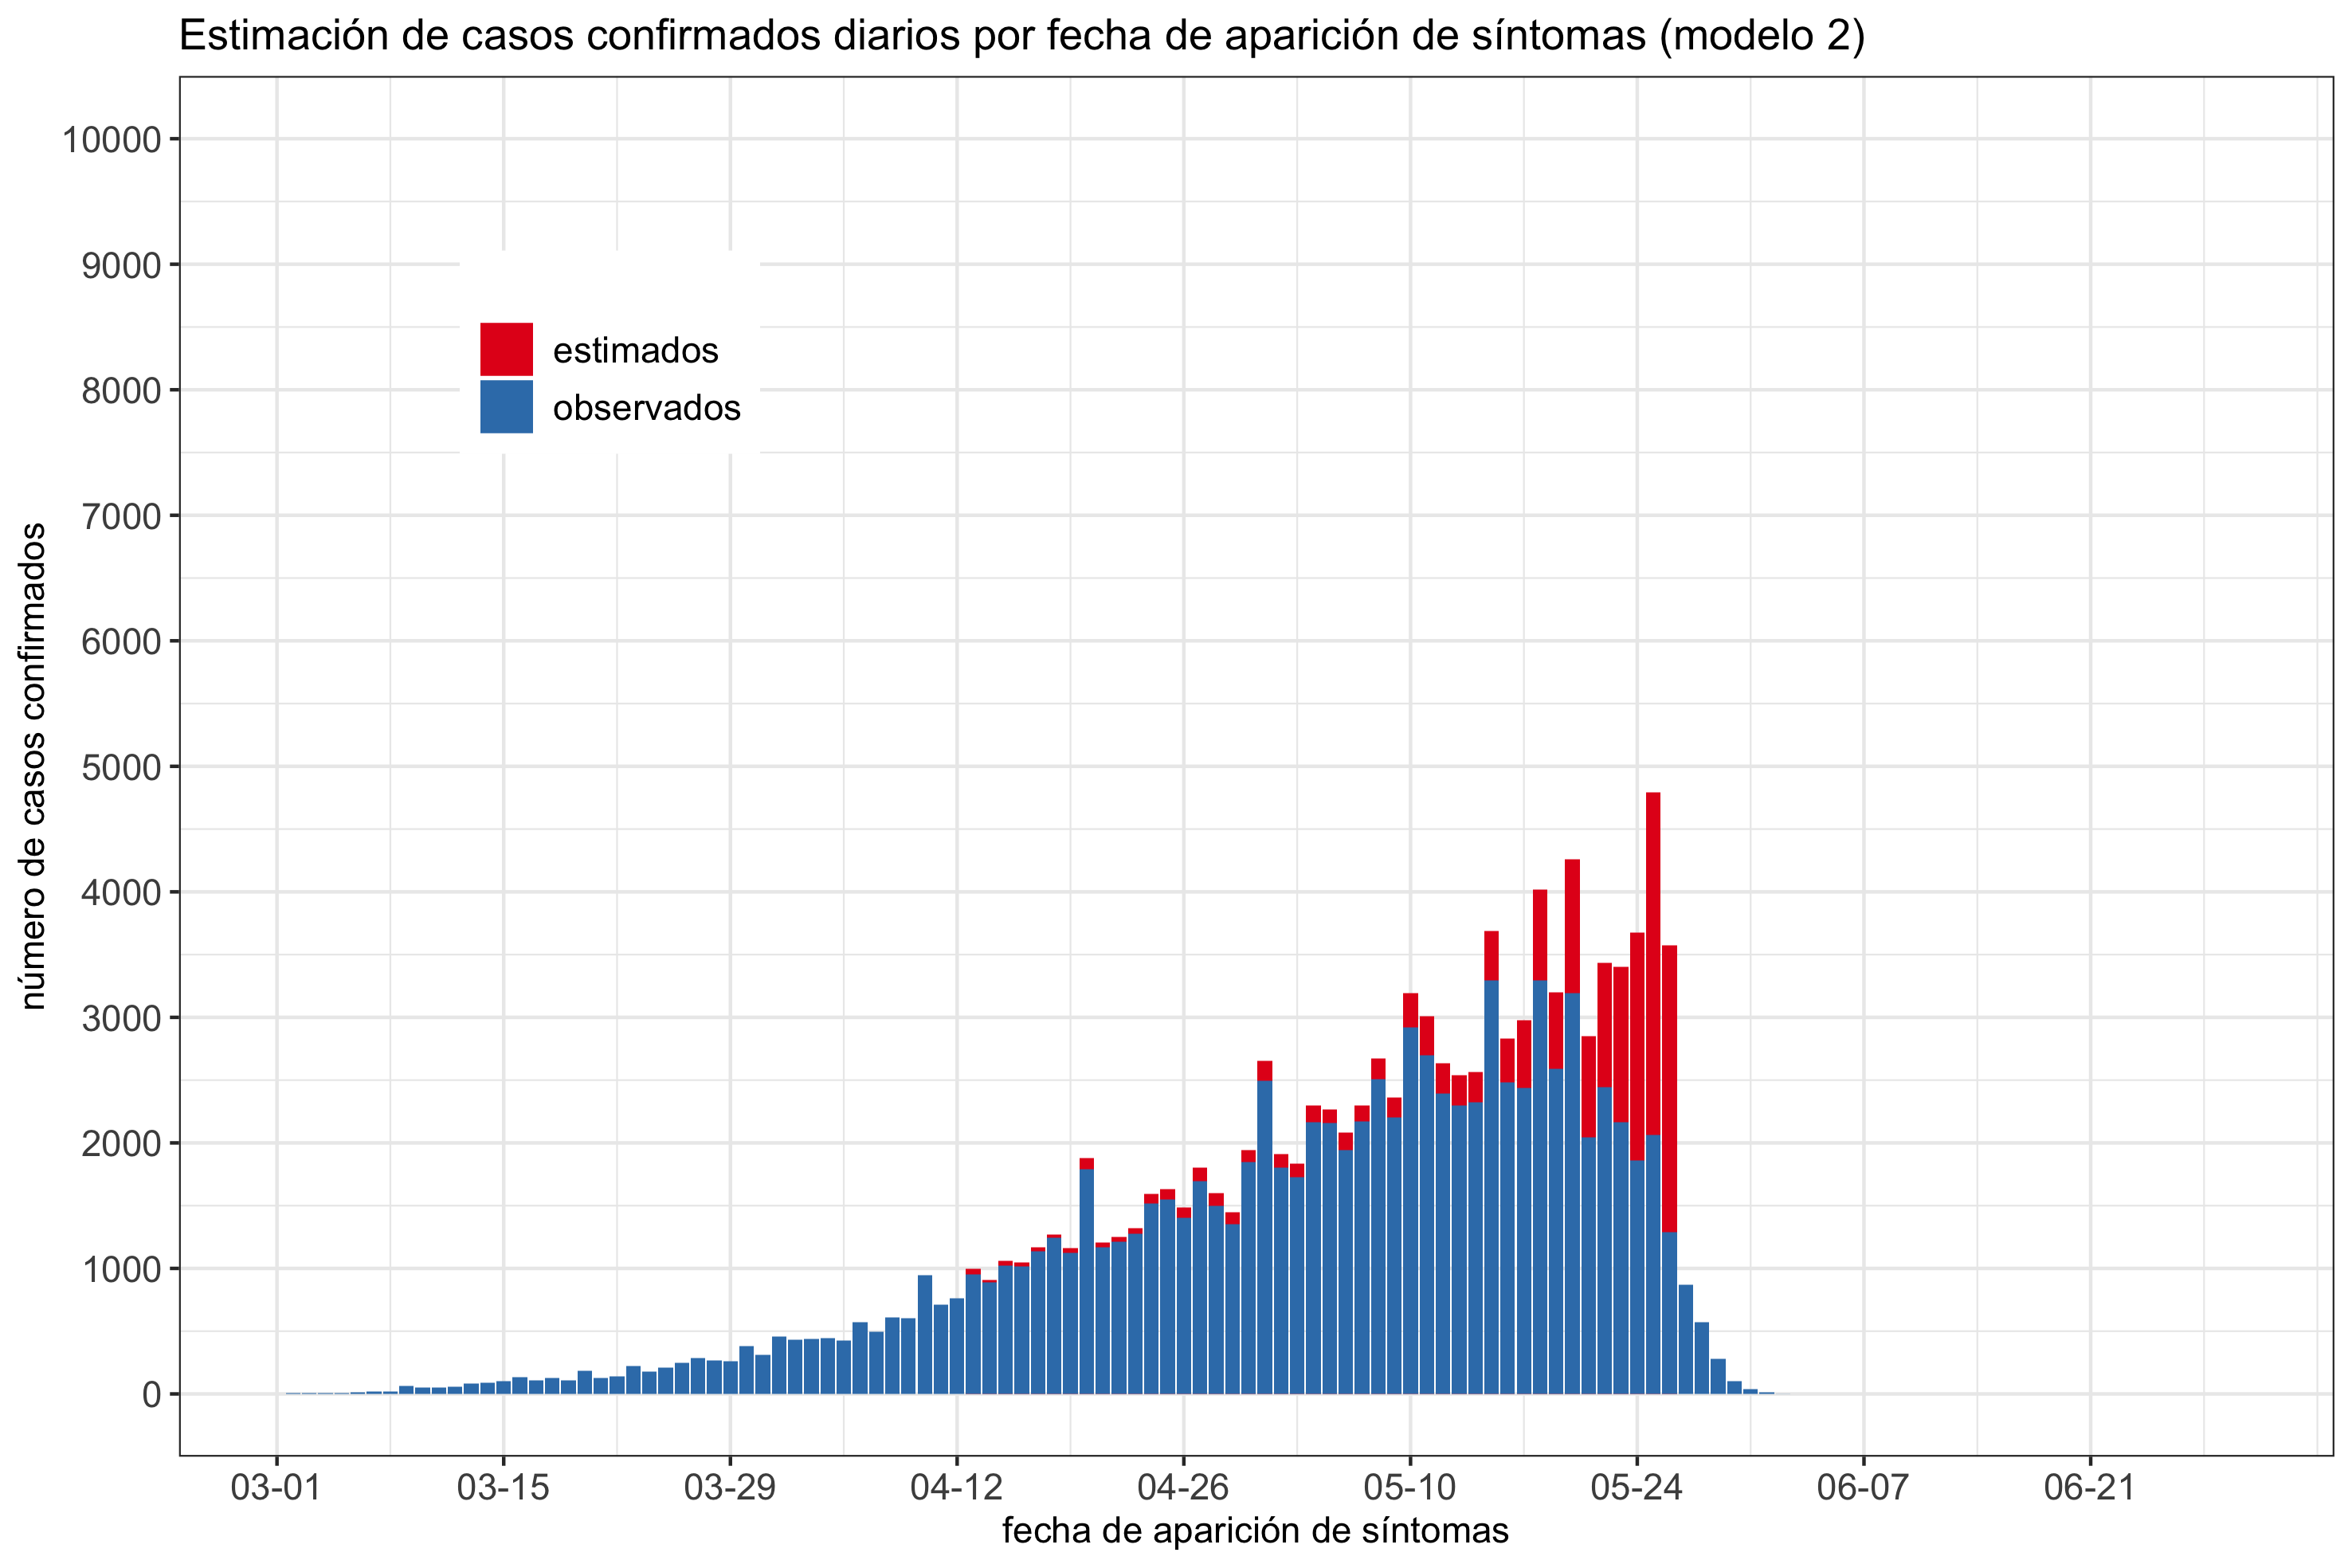 Estimación de casos confirmados diarios por fecha de aparición de síntomas (modelo 2)
10000
9000
8000
7000
6000
5000
4000
3000
2000
1000
0
número de casos confirmados
estimados
observados
03-01 03-15 03-29 04-12 04-26 05-10 05-24 06-07 06-21
fecha de aparición de síntomas